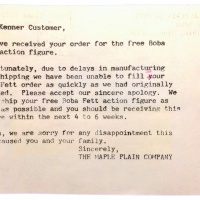 Kenner Customer,
ve received your order for the free Boba
action figure.
tunately, due to delays in manufacturing
hipping we have been unable to fill your
Fett order as quickly as we had originally
ed. Please accept our sincere apology. We
ship your free Boba Fett action figure as
as possible and you should be receiving this
ve within the next 4 to 6 weeks.
, we are sorry for any disappointment this
caused you and your family.
Sincerely,
THE MAPLE PLAIN COMPANY